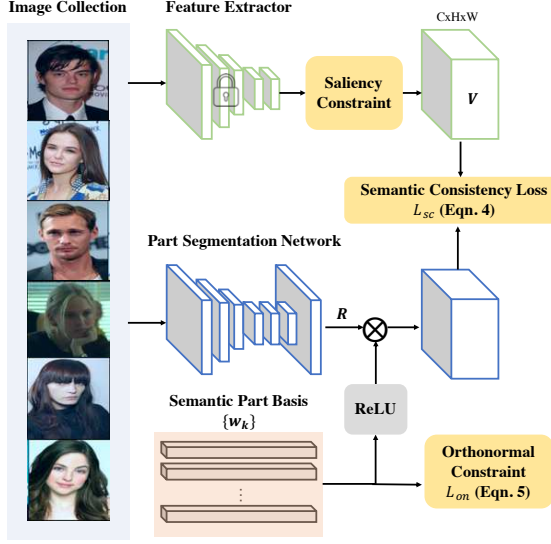 Image Collection
Feature Extractor
CxHxW
Saliency
Constraint
V
Semantic Consistency Loss
L_sc (Eqn. 4)
Part Segmentation Network
R
Semantic Part Basis
{w_k}
ReLU
⋮
Orthonormal
Constraint
L_on (Eqn. 5)